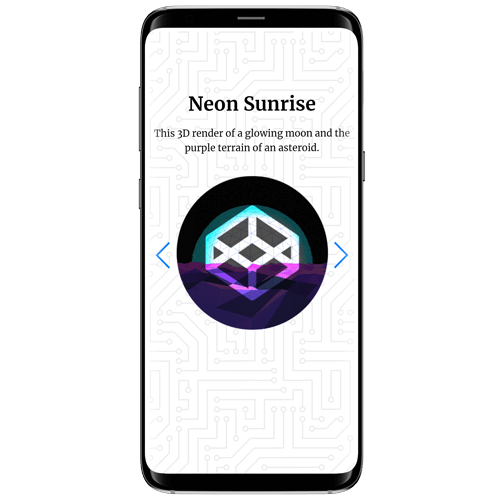 Neon Sunrise
This 3D render of a glowing moon and the
purple terrain of an asteroid.